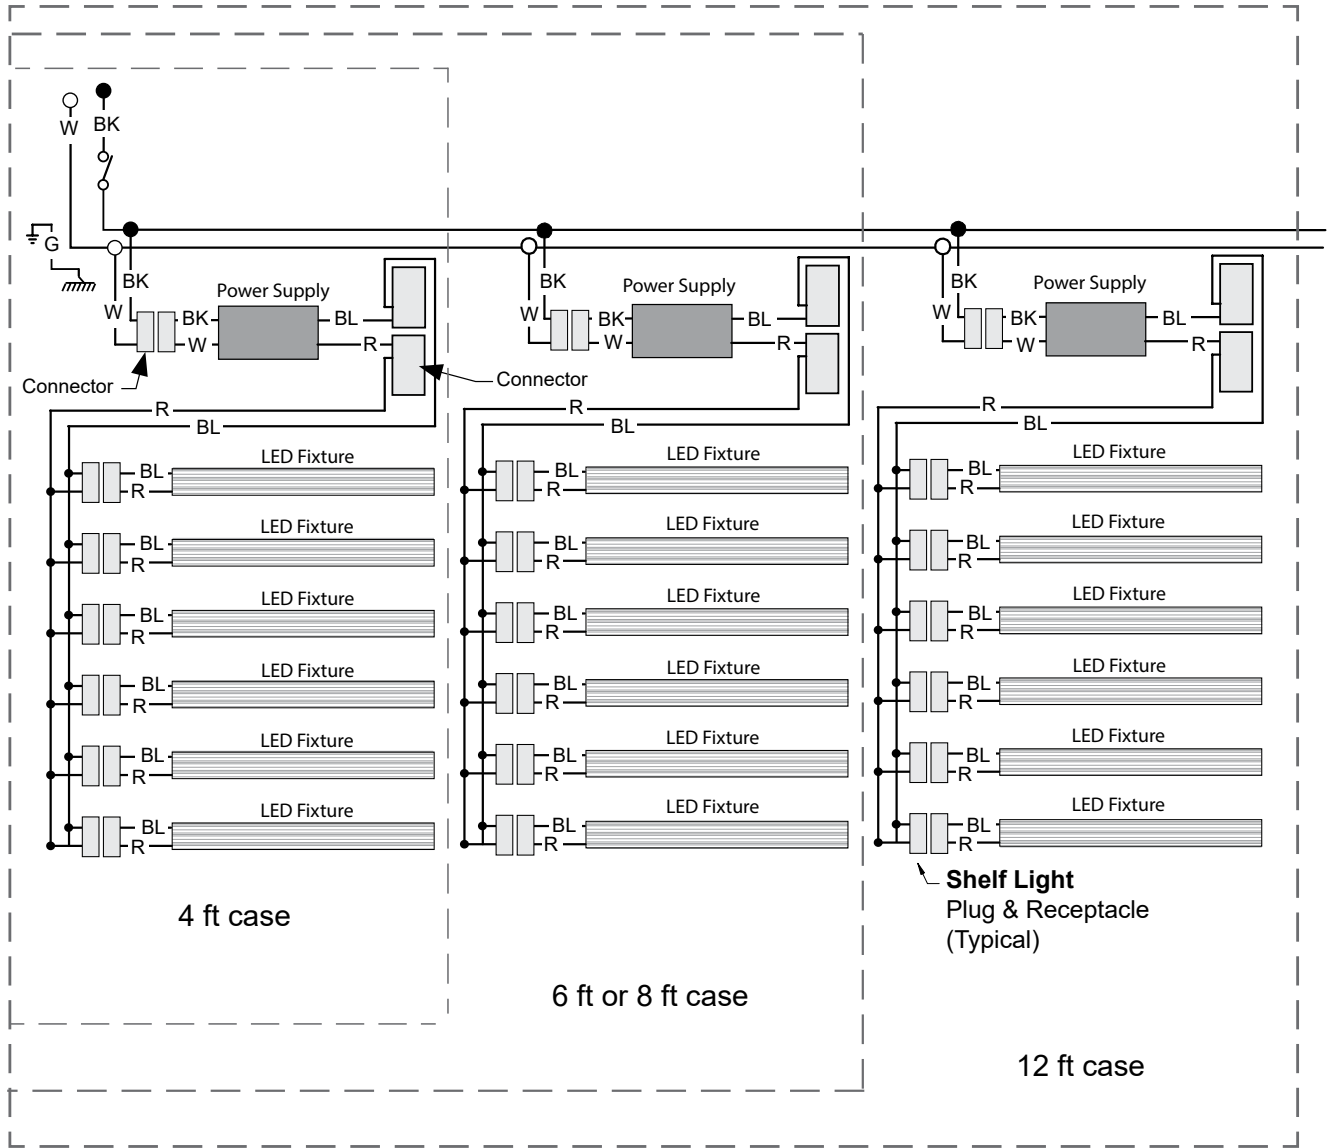 W BK
G
BK BK BK
W W W
Power Supply Power Supply Power Supply
BK BL BK BL BK BL
W R W R W R
Connector Connector
R R R
BL BL BL
LED Fixture LED Fixture LED Fixture
BL BL BL
R R R
LED Fixture LED Fixture LED Fixture
BL BL BL
R R R
LED Fixture LED Fixture LED Fixture
BL BL BL
R R R
LED Fixture LED Fixture LED Fixture
BL BL BL
R R R
LED Fixture LED Fixture LED Fixture
BL BL BL
R R R
LED Fixture LED Fixture LED Fixture
BL BL BL
R R R
Shelf Light
Plug & Receptacle
(Typical)
4 ft case
6 ft or 8 ft case
12 ft case